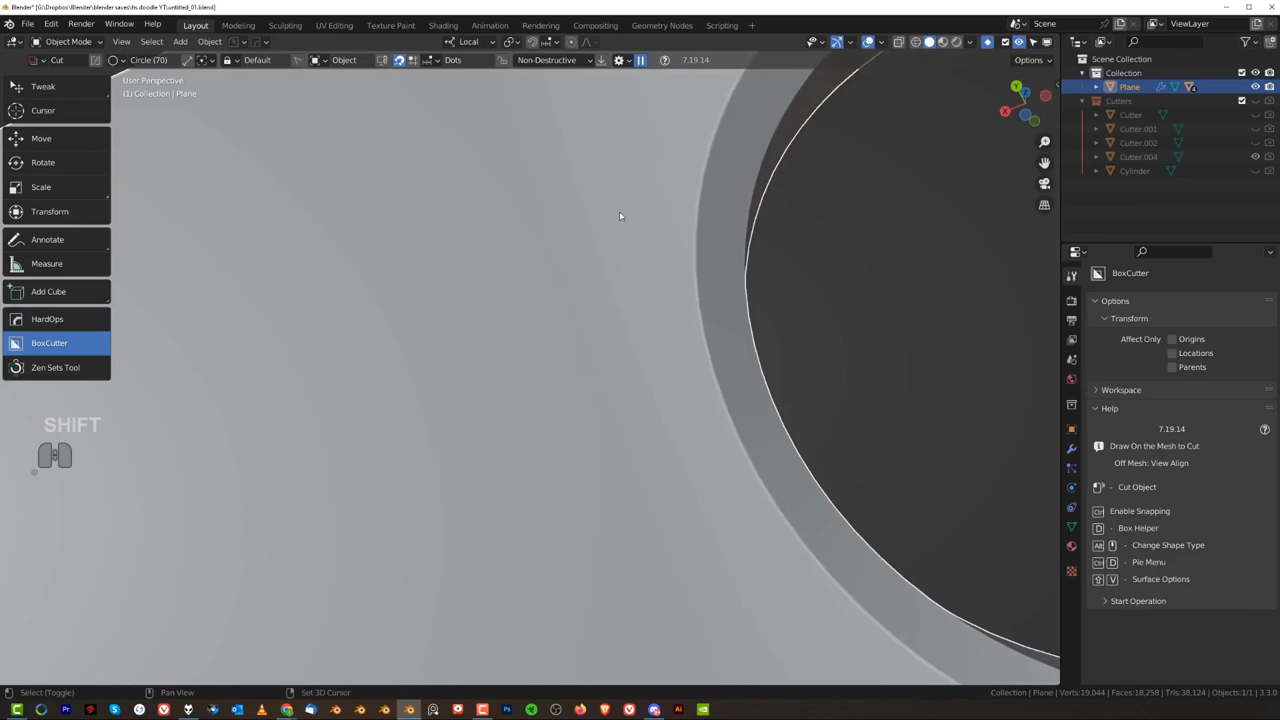 Blender* [G:\Dropbox\Blender\blender saves\hs doodle YT\untitled_01.blend]
File Edit Render Window Help Layout Modeling Sculpting UV Editing Texture Paint Shading Animation Rendering Compositing Geometry Nodes Scripting Scene ViewLayer
Object Mode View Select Add Object Local
Cut Circle (70) Default Object Dots Non-Destructive 7.19.14 Options
User Perspective
(1) Collection | Plane
Tweak
Cursor
Move
Rotate
Scale
Transform
Annotate
Measure
Add Cube
HardOps
BoxCutter
Zen Sets Tool
SHIFT
Scene Collection
Collection
Plane 4
Cutters
Cutter
Cutter.001
Cutter.002
Cutter.004
Cylinder
BoxCutter
Options
Transform
Affect Only Origins
Locations
Parents
Workspace
Help
7.19.14
Draw On the Mesh to Cut
Off Mesh: View Align
- Cut Object
Ctrl Enable Snapping
D - Box Helper
Alt - Change Shape Type
Ctrl D - Pie Menu
V - Surface Options
Start Operation
Select (Toggle) Pan View Set 3D Cursor Collection | Plane | Verts:19,044 | Faces:18,258 | Tris:38,124 | Objects:1/1 | 3.3.0